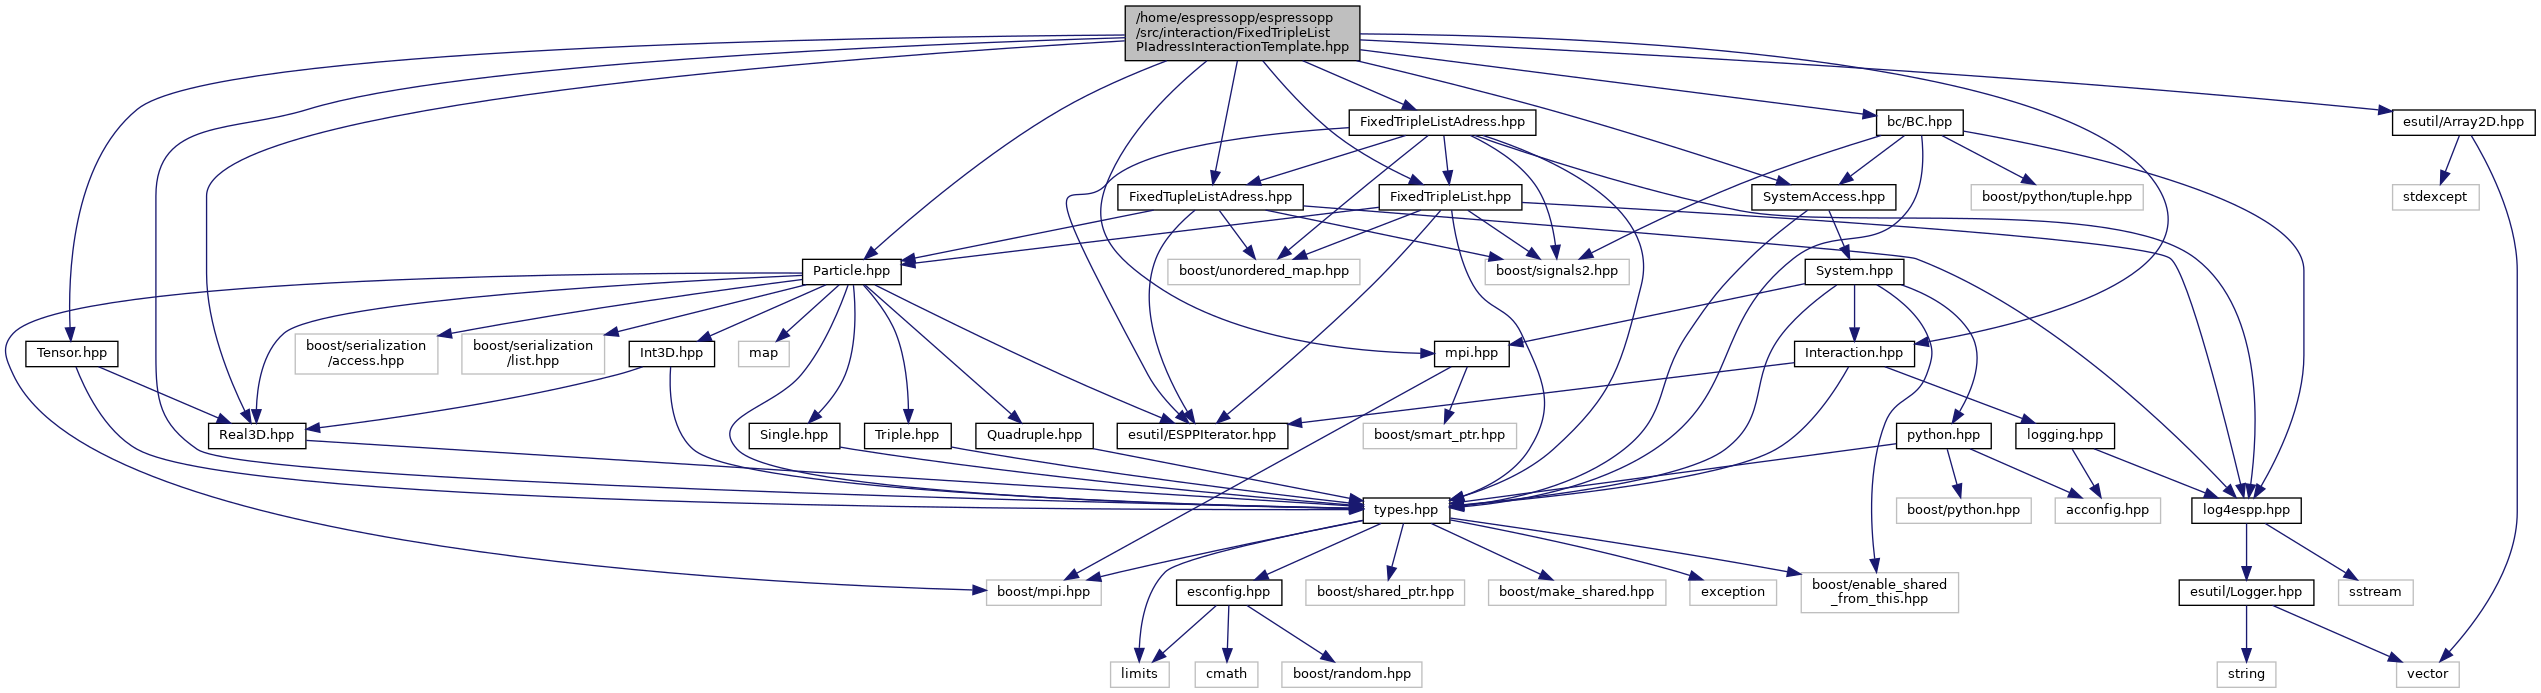 /home/espressopp/espressopp
/src/interaction/FixedTripleList
PIadressInteractionTemplate.hpp
FixedTripleListAdress.hpp
bc/BC.hpp
esutil/Array2D.hpp
FixedTupleListAdress.hpp
FixedTripleList.hpp
SystemAccess.hpp
boost/python/tuple.hpp
stdexcept
Particle.hpp
boost/unordered_map.hpp
boost/signals2.hpp
System.hpp
Tensor.hpp
boost/serialization
/access.hpp
boost/serialization
/list.hpp
Int3D.hpp
map
mpi.hpp
Interaction.hpp
Real3D.hpp
Single.hpp
Triple.hpp
Quadruple.hpp
esutil/ESPPIterator.hpp
boost/smart_ptr.hpp
python.hpp
logging.hpp
types.hpp
boost/python.hpp
acconfig.hpp
log4espp.hpp
boost/mpi.hpp
esconfig.hpp
boost/shared_ptr.hpp
boost/make_shared.hpp
exception
boost/enable_shared
_from_this.hpp
esutil/Logger.hpp
sstream
limits
cmath
boost/random.hpp
string
vector